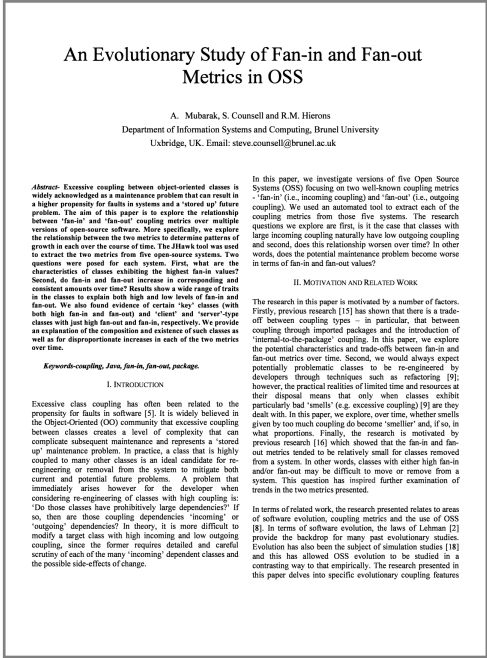 An Evolutionary Study of Fan-in and Fan-out
Metrics in OSS
A. Mubarak, S. Counsell and R.M. Hierons
Department of Information Systems and Computing, Brunel University
Uxbridge, UK. Email: steve.counsell@brunel.ac.uk
Abstract- Excessive coupling between object-oriented classes is
widely acknowledged as a maintenance problem that can result in
a higher propensity for faults in systems and a 'stored up' future
problem. The aim of this paper is to explore the relationship
between 'fan-in' and 'fan-out' coupling metrics over multiple
versions of open-source software. More specifically, we explore
the relationship between the two metrics to determine patterns of
growth in each over the course of time. The JHawk tool was used
to extract the two metrics from five open-source systems. Two
questions were posed for each system. First, what are the
characteristics of classes exhibiting the highest fan-in values?
Second, do fan-in and fan-out increase in corresponding and
consistent amounts over time? Results show a wide range of traits
in the classes to explain both high and low levels of fan-in and
fan-out. We also found evidence of certain 'key' classes (with
both high fan-in and fan-out) and 'client' and 'server'-type
classes with just high fan-out and fan-in, respectively. We provide
an explanation of the composition and existence of such classes as
well as for disproportionate increases in each of the two metrics
over time.
Keywords-coupling, Java, fan-in, fan-out, package.
I. INTRODUCTION
Excessive class coupling has often been related to the
propensity for faults in software [5]. It is widely believed in
the Object-Oriented (OO) community that excessive coupling
between classes creates a level of complexity that can
complicate subsequent maintenance and represents a 'stored
up' maintenance problem. In practice, a class that is highly
coupled to many other classes is an ideal candidate for re-
engineering or removal from the system to mitigate both
current and potential future problems. A problem that
immediately arises however for the developer when
considering re-engineering of classes with high coupling is:
'Do those classes have prohibitively large dependencies?' If
so, then are those coupling dependencies 'incoming' or
'outgoing' dependencies? In theory, it is more difficult to
modify a target class with high incoming and low outgoing
coupling, since the former requires detailed and careful
scrutiny of each of the many 'incoming' dependent classes and
the possible side-effects of change.
In this paper, we investigate versions of five Open Source
Systems (OSS) focusing on two well-known coupling metrics
- 'fan-in' (i.e., incoming coupling) and 'fan-out' (i.e., outgoing
coupling). We used an automated tool to extract each of the
coupling metrics from those five systems. The research
questions we explore are first, is it the case that classes with
large incoming coupling naturally have low outgoing coupling
and second, does this relationship worsen over time? In other
words, does the potential maintenance problem become worse
in terms of fan-in and fan-out values?
II. MOTIVATION AND RELATED WORK
The research in this paper is motivated by a number of factors.
Firstly, previous research [15] has shown that there is a trade-
off between coupling types – in particular, that between
coupling through imported packages and the introduction of
'internal-to-the-package' coupling. In this paper, we explore
the potential characteristics and trade-offs between fan-in and
fan-out metrics over time. Second, we would always expect
potentially problematic classes to be re-engineered by
developers through techniques such as refactoring [9];
however, the practical realities of limited time and resources at
their disposal means that only when classes exhibit
particularly bad 'smells' (e.g. excessive coupling) [9] are they
dealt with. In this paper, we explore, over time, whether smells
given by too much coupling do become 'smellier' and, if so, in
what proportions. Finally, the research is motivated by
previous research [16] which showed that the fan-in and fan-
out metrics tended to be relatively small for classes removed
from a system. In other words, classes with either high fan-in
and/or fan-out may be difficult to move or remove from a
system. This question has inspired further examination of
trends in the two metrics presented.
In terms of related work, the research presented relates to areas
of software evolution, coupling metrics and the use of OSS
[8]. In terms of software evolution, the laws of Lehman [2]
provide the backdrop for many past evolutionary studies.
Evolution has also been the subject of simulation studies [18]
and this has allowed OSS evolution to be studied in a
contrasting way to that empirically. The research presented in
this paper delves into specific evolutionary coupling features